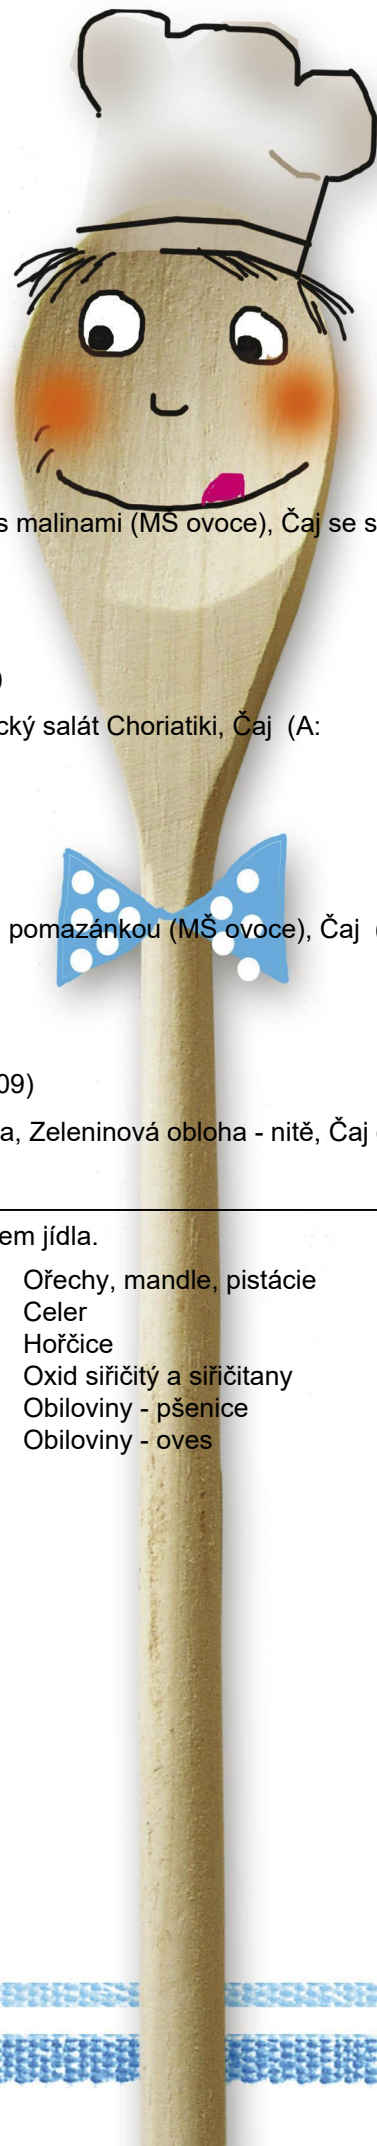 s malinami (MŠ ovoce), Čaj se s
)
cký salát Choriatiki, Čaj (A:
pomazánkou (MŠ ovoce), Čaj (
09)
a, Zeleninová obloha - nitě, Čaj
em jídla.
Ořechy, mandle, pistácie
Celer
Hořčice
Oxid siřičitý a siřičitany
Obiloviny - pšenice
Obiloviny - oves